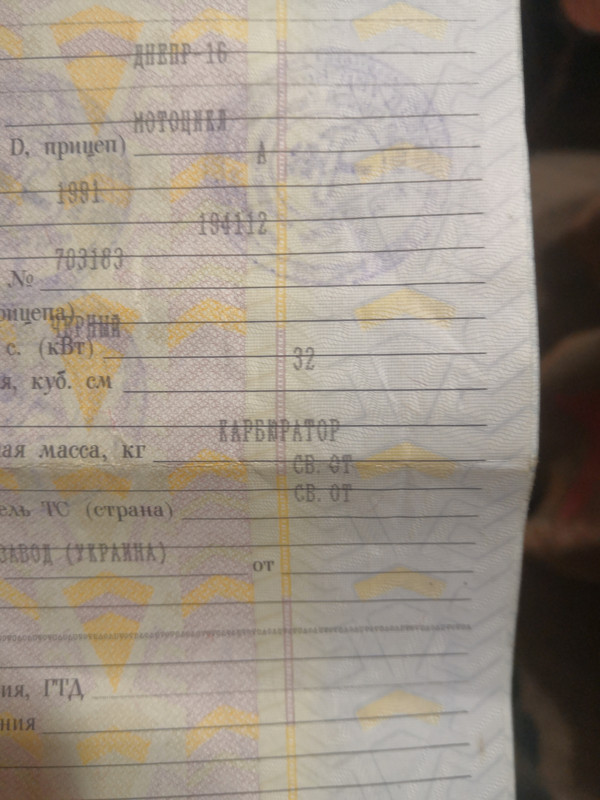 ДНЕПР-16
МОТОЦИКЛ
D, прицеп)
A
1991
194112
703183
№
рицепа)
ЧЕРНЫЙ
с. (кВт)
32
я, куб. см
КАРБЮРАТОР
ая масса, кг
СВ. ОТ
СВ. ОТ
ель ТС (страна)
ЗАВОД (УКРАИНА)
от
ия, ГТД
ния